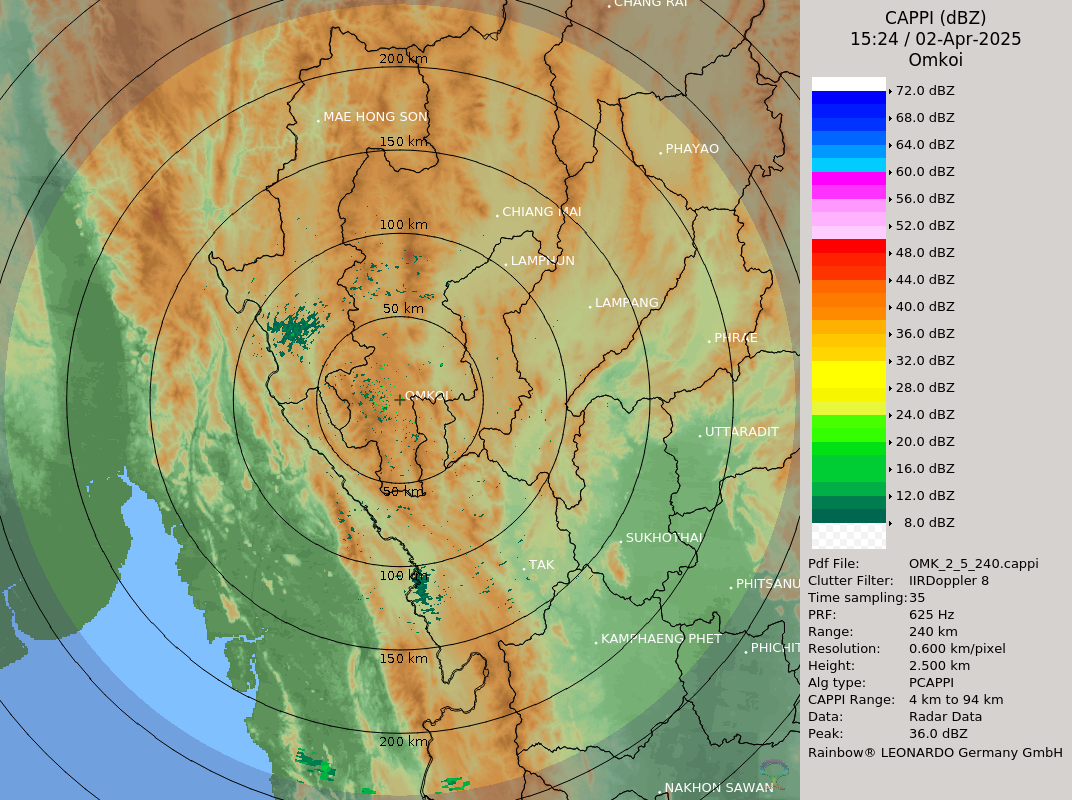 CHANG RAI
200 km
MAE HONG SON
150 km
PHAYAO
CHIANG MAI
100 km
LAMPHUN
LAMPANG
50 km
PHRAE
OMKOI
UTTARADIT
50 km
SUKHOTHAI
TAK
100 km
PHITSANU
KAMPHAENG PHET
PHICHIT
150 km
200 km
NAKHON SAWAN
CAPPI (dBZ)
15:24 / 02-Apr-2025
Omkoi
72.0 dBZ
68.0 dBZ
64.0 dBZ
60.0 dBZ
56.0 dBZ
52.0 dBZ
48.0 dBZ
44.0 dBZ
40.0 dBZ
36.0 dBZ
32.0 dBZ
28.0 dBZ
24.0 dBZ
20.0 dBZ
16.0 dBZ
12.0 dBZ
8.0 dBZ
Pdf File: OMK_2_5_240.cappi
Clutter Filter: IIRDoppler 8
Time sampling: 35
PRF: 625 Hz
Range: 240 km
Resolution: 0.600 km/pixel
Height: 2.500 km
Alg type: PCAPPI
CAPPI Range: 4 km to 94 km
Data: Radar Data
Peak: 36.0 dBZ
Rainbow® LEONARDO Germany GmbH